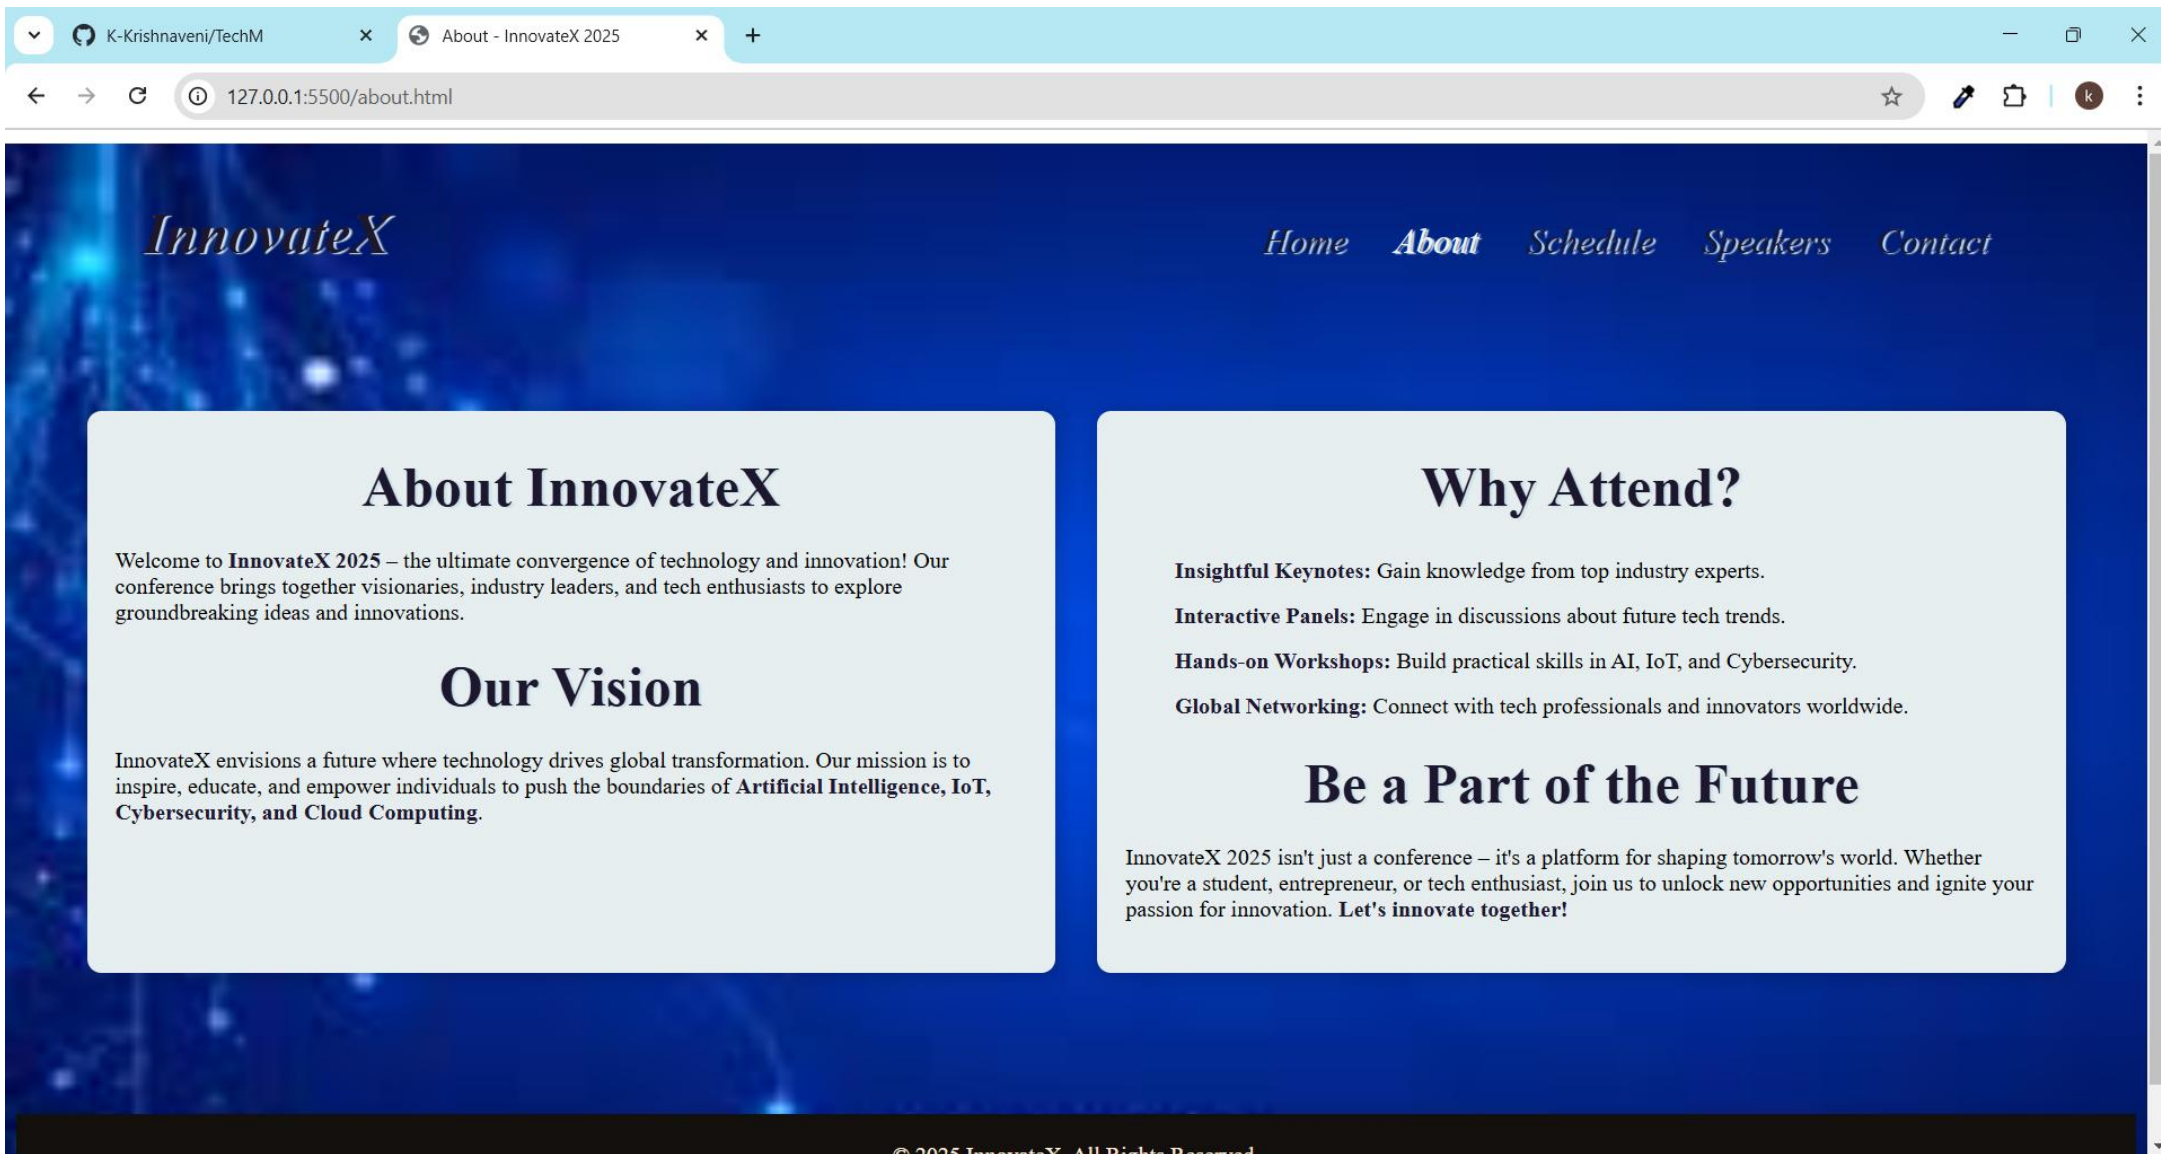 K-Krishnaveni/TechM
About - InnovateX 2025
127.0.0.1:5500/about.html
k
InnovateX
Home About Schedule Speakers Contact
About InnovateX
Welcome to InnovateX 2025 – the ultimate convergence of technology and innovation! Our
conference brings together visionaries, industry leaders, and tech enthusiasts to explore
groundbreaking ideas and innovations.
Our Vision
InnovateX envisions a future where technology drives global transformation. Our mission is to
inspire, educate, and empower individuals to push the boundaries of Artificial Intelligence, IoT,
Cybersecurity, and Cloud Computing.
Why Attend?
Insightful Keynotes: Gain knowledge from top industry experts.
Interactive Panels: Engage in discussions about future tech trends.
Hands-on Workshops: Build practical skills in AI, IoT, and Cybersecurity.
Global Networking: Connect with tech professionals and innovators worldwide.
Be a Part of the Future
InnovateX 2025 isn't just a conference – it's a platform for shaping tomorrow's world. Whether
you're a student, entrepreneur, or tech enthusiast, join us to unlock new opportunities and ignite your
passion for innovation. Let's innovate together!
© 2025 InnovateX. All Rights Reserved